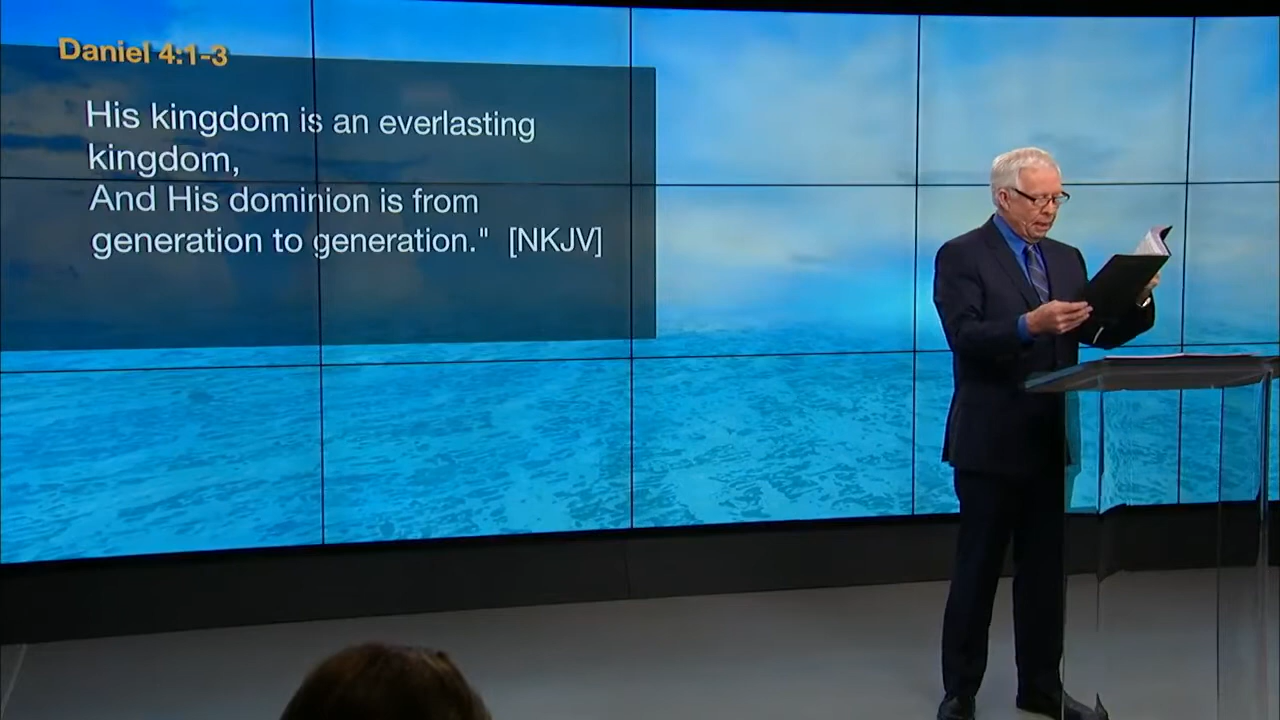 Daniel 4:1-3
His kingdom is an everlasting
kingdom,
And His dominion is from
generation to generation." [NKJV]